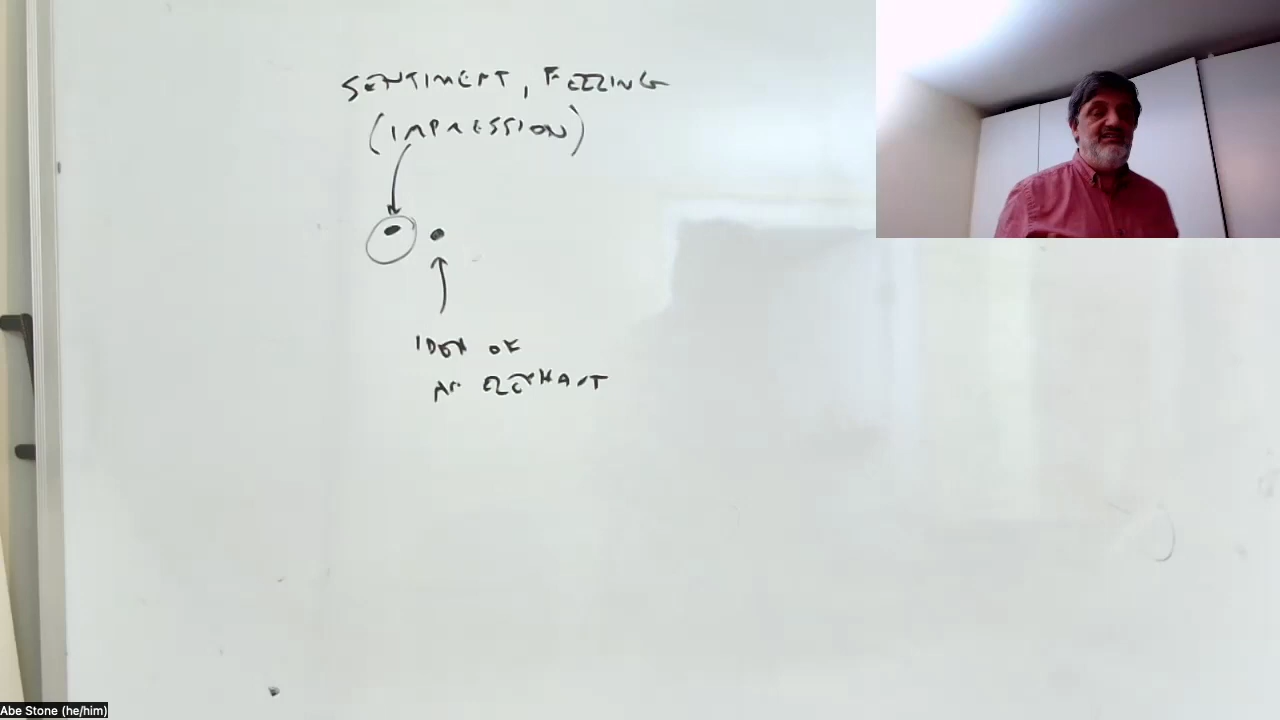 SENTIMENT, FEELING
(IMPRESSION)
IDEA OF
AN ELEPHANT
Abe Stone (he/him)